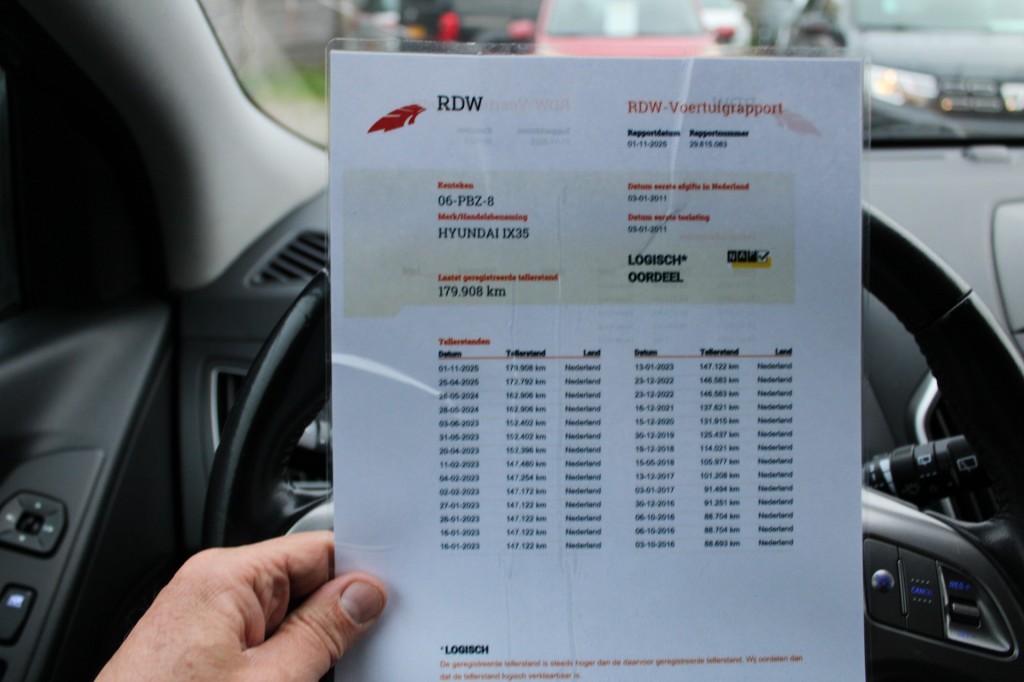 RDW
RDW-Voertuigrapport
Rapportdatum Rapportnummer
01-11-2025 29.815.083
Kenteken
06-PBZ-8
Merk/Handelsbenaming
HYUNDAI IX35
Laatst geregistreerde tellerstand
179.908 km
Datum eerste afgifte in Nederland
03-01-2011
Datum eerste toelating
03-01-2011
LOGISCH*
OORDEEL
NAP
Tellerstanden
Datum Tellerstand Land
01-11-2025 179.908 km Nederland
25-04-2025 172.792 km Nederland
28-05-2024 162.906 km Nederland
28-05-2024 162.906 km Nederland
03-06-2023 152.402 km Nederland
31-05-2023 152.402 km Nederland
20-04-2023 152.396 km Nederland
11-02-2023 147.480 km Nederland
04-02-2023 147.254 km Nederland
02-02-2023 147.172 km Nederland
27-01-2023 147.122 km Nederland
26-01-2023 147.122 km Nederland
16-01-2023 147.122 km Nederland
16-01-2023 147.122 km Nederland
Datum Tellerstand Land
13-01-2023 147.122 km Nederland
23-12-2022 146.583 km Nederland
23-12-2022 146.583 km Nederland
16-12-2021 137.621 km Nederland
15-12-2020 131.915 km Nederland
30-12-2019 125.437 km Nederland
19-12-2018 114.021 km Nederland
15-05-2018 105.977 km Nederland
13-12-2017 101.208 km Nederland
03-01-2017 91.494 km Nederland
30-12-2016 91.251 km Nederland
06-10-2016 88.704 km Nederland
06-10-2016 88.704 km Nederland
03-10-2016 88.693 km Nederland
*LOGISCH
De geregistreerde tellerstand is steeds hoger dan de daarvoor geregistreerde tellerstand. Wij oordelen dan
dat de tellerstand logisch verklaarbaar is.
CANCEL